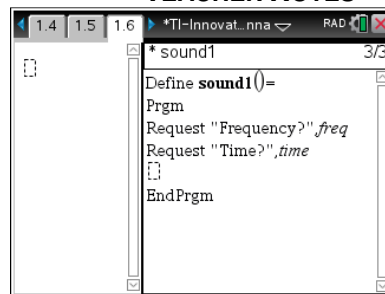 TEACHER NOTES
1.4 1.5 1.6 *TI-Innovat…nna RAD
* sound1 3/3
Define sound1()=
Prgm
Request "Frequency?",freq
Request "Time?",time
EndPrgm